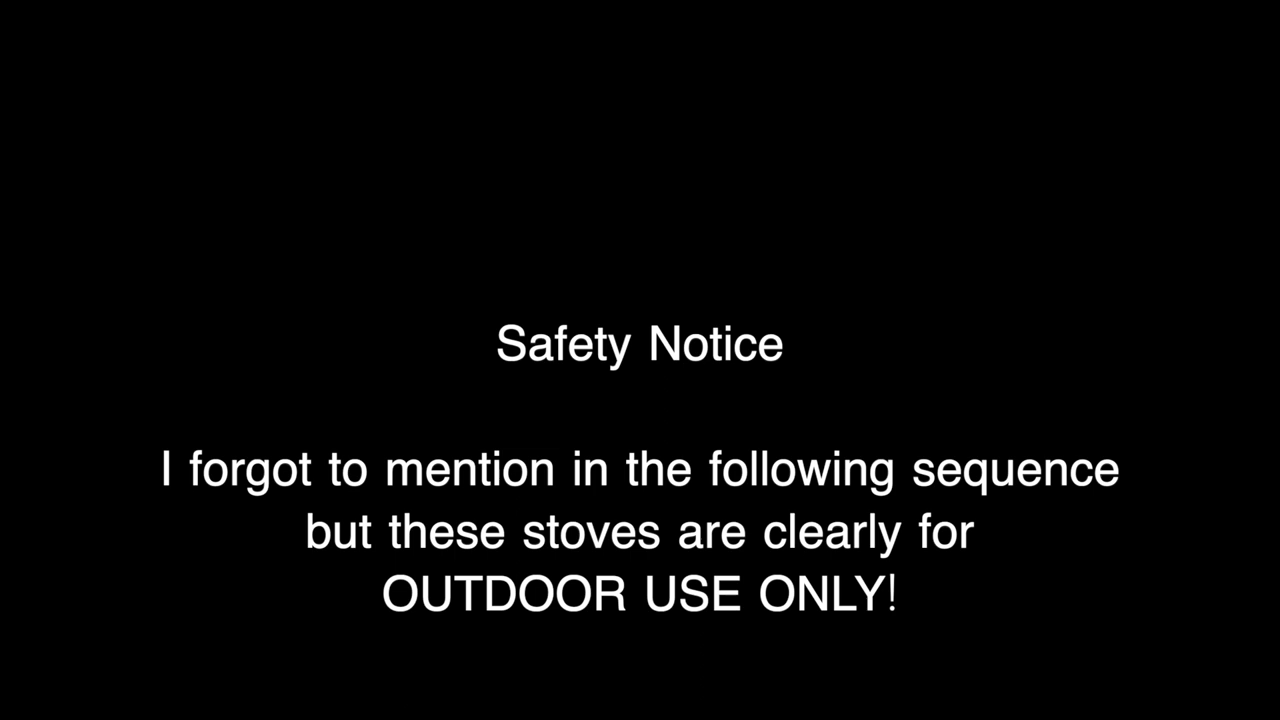 Safety Notice
I forgot to mention in the following sequence
but these stoves are clearly for
OUTDOOR USE ONLY!